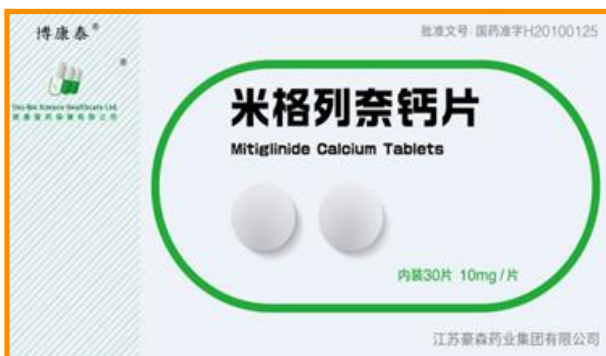 博康泰®
批准文号 国药准字H20100125
®
米格列奈钙片
Mitiglinide Calcium Tablets
内装30片 10mg/片
江苏豪森药业集团有限公司